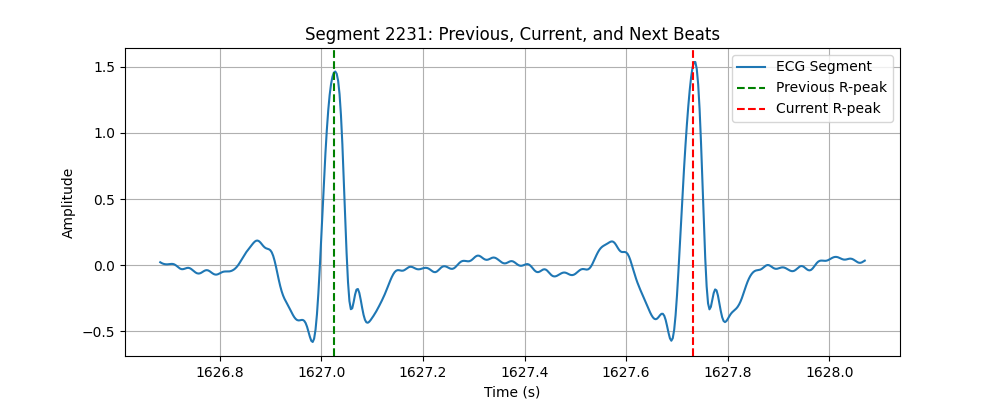 Segment 2231: Previous, Current, and Next Beats
ECG Segment
Previous R-peak
Current R-peak
1.5
1.0
0.5
0.0
−0.5
Amplitude
1626.8 1627.0 1627.2 1627.4 1627.6 1627.8 1628.0
Time (s)